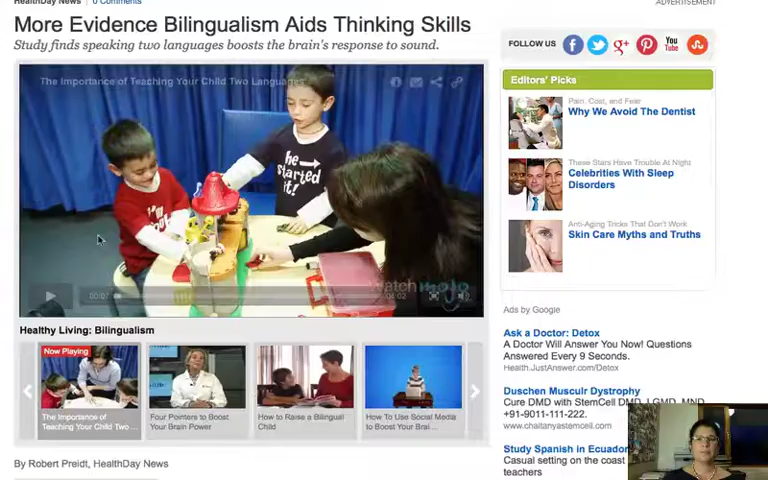 HealthDay News
0 Comments
ADVERTISEMENT
More Evidence Bilingualism Aids Thinking Skills
Study finds speaking two languages boosts the brain's response to sound.
The Importance of Teaching Your Child Two Languages
he
started
it!
watchmojo
00:07
04:02
Healthy Living: Bilingualism
Now Playing
The Importance of
Teaching Your Child Two ...
Four Pointers to Boost
Your Brain Power
How to Raise a Bilingual
Child
How To Use Social Media
to Boost Your Brai ...
By Robert Preidt, HealthDay News
FOLLOW US
f
g+
You
Tube
Editors' Picks
Pain, Cost, and Fear
Why We Avoid The Dentist
These Stars Have Trouble At Night
Celebrities With Sleep
Disorders
Anti-Aging Tricks That Don't Work
Skin Care Myths and Truths
Ads by Google
Ask a Doctor: Detox
A Doctor Will Answer You Now! Questions
Answered Every 9 Seconds.
Health.JustAnswer.com/Detox
Duschen Musculr Dystrophy
Cure DMD with StemCell DMD, LGMD, MND
+91-9011-111-222.
www.chaitanyastemcell.com
Study Spanish in Ecuador
Casual setting on the coast
teachers